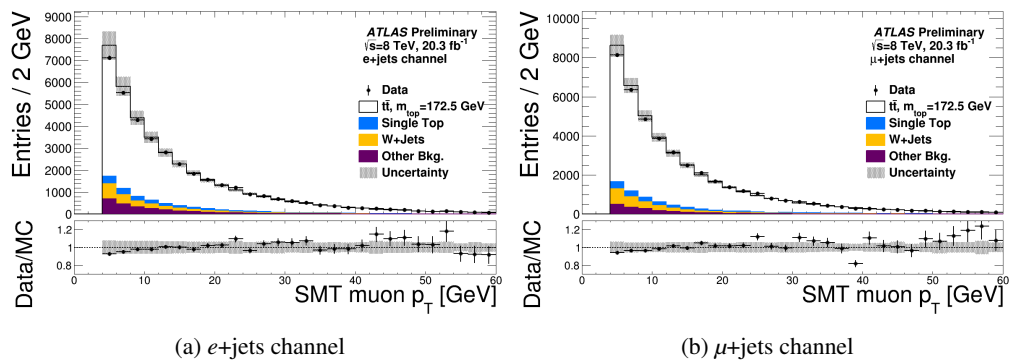 9000
8000
7000
6000
5000
4000
3000
2000
1000
0
Entries / 2 GeV
ATLAS Preliminary
√s=8 TeV, 20.3 fb⁻¹
e+jets channel
Data
tt̄, m_top=172.5 GeV
Single Top
W+Jets
Other Bkg.
Uncertainty
Data/MC
1.2
1
0.8
0 10 20 30 40 50 60
SMT muon p_T [GeV]
(a) e+jets channel
10000
8000
6000
4000
2000
0
Entries / 2 GeV
ATLAS Preliminary
√s=8 TeV, 20.3 fb⁻¹
μ+jets channel
Data
tt̄, m_top=172.5 GeV
Single Top
W+Jets
Other Bkg.
Uncertainty
Data/MC
1.2
1
0.8
0 10 20 30 40 50 60
SMT muon p_T [GeV]
(b) μ+jets channel